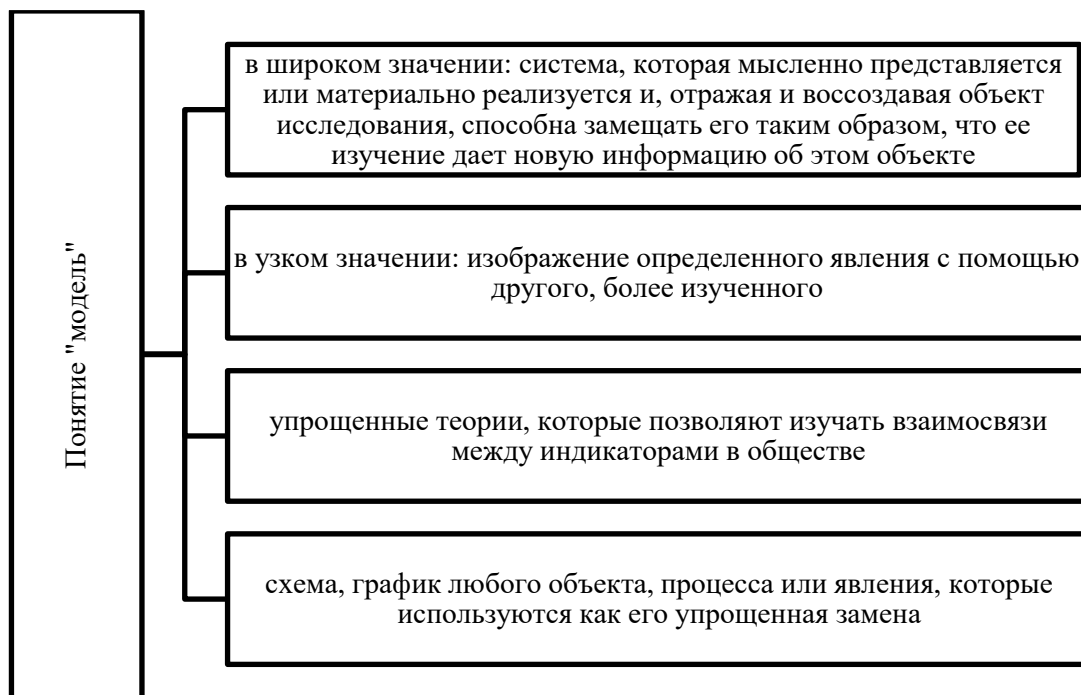 Понятие "модель"
в широком значении: система, которая мысленно представляется
или материально реализуется и, отражая и воссоздавая объект
исследования, способна замещать его таким образом, что ее
изучение дает новую информацию об этом объекте
в узком значении: изображение определенного явления с помощью
другого, более изученного
упрощенные теории, которые позволяют изучать взаимосвязи
между индикаторами в обществе
схема, график любого объекта, процесса или явления, которые
используются как его упрощенная замена